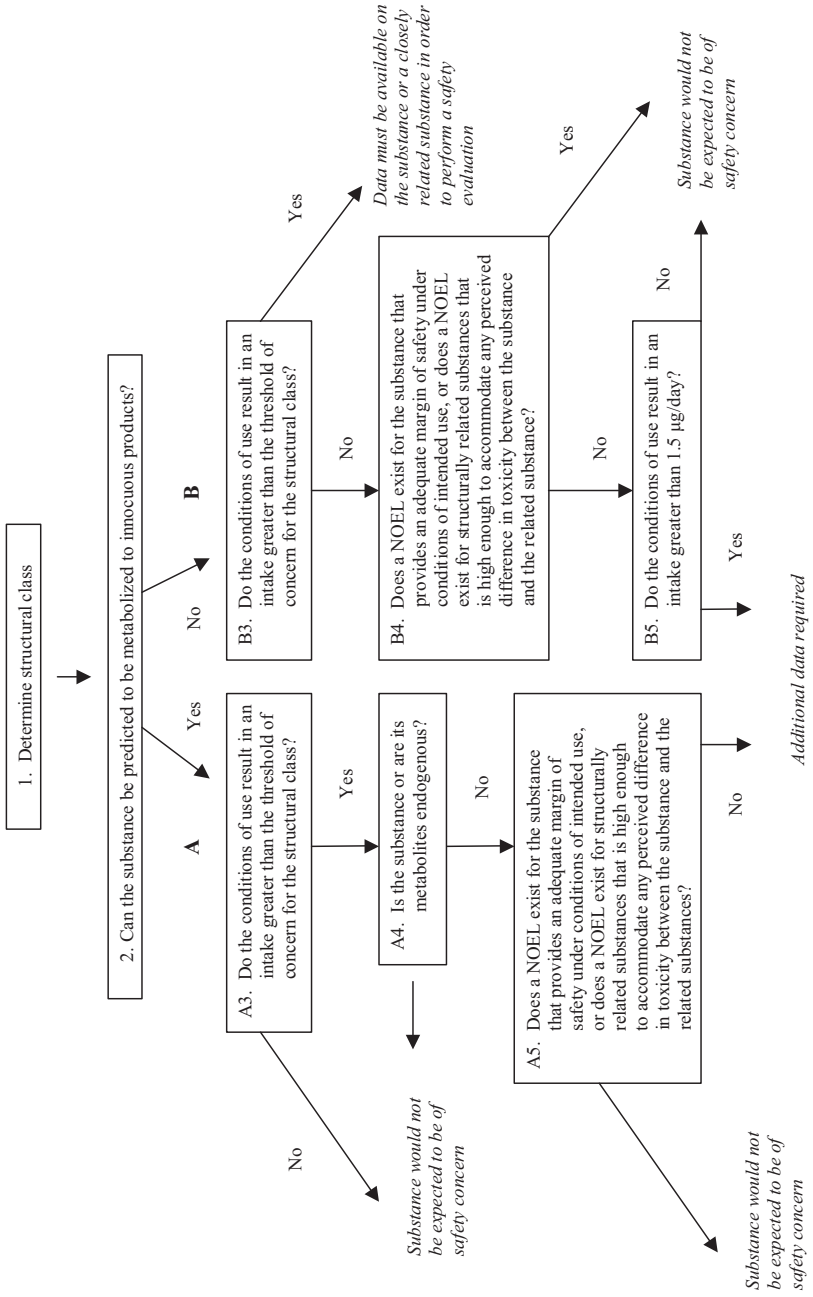 1. Determine structural class
2. Can the substance be predicted to be metabolized to innocuous products?
Yes
No
A
B
A3. Do the conditions of use result in an
intake greater than the threshold of
concern for the structural class?
No
Substance would not
be expected to be of
safety concern
Yes
A4. Is the substance or are its
metabolites endogenous?
No
A5. Does a NOEL exist for the substance
that provides an adequate margin of
safety under conditions of intended use,
or does a NOEL exist for structurally
related substances that is high enough
to accommodate any perceived difference
in toxicity between the substance and the
related substances?
Substance would not
be expected to be of
safety concern
No
B3. Do the conditions of use result in an
intake greater than the threshold of
concern for the structural class?
Yes
Data must be available on
the substance or a closely
related substance in order
to perform a safety
evaluation
No
B4. Does a NOEL exist for the substance that
provides an adequate margin of safety under
conditions of intended use, or does a NOEL
exist for structurally related substances that
is high enough to accommodate any perceived
difference in toxicity between the substance
and the related substance?
Yes
Substance would not
be expected to be of
safety concern
No
B5. Do the conditions of use result in an
intake greater than 1.5 μg/day?
No
Yes
Additional data required